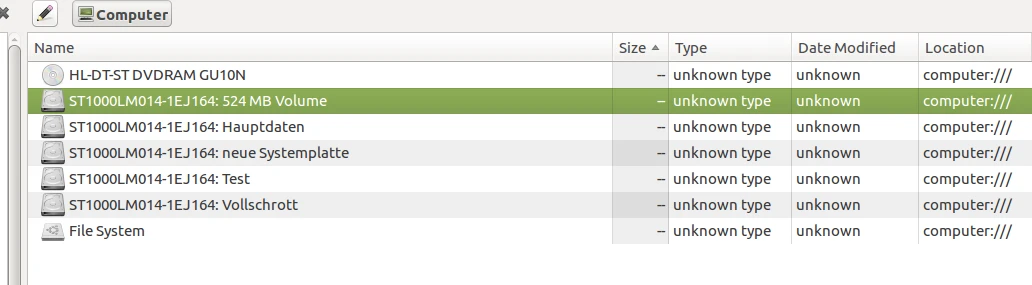 Computer
Name Size Type Date Modified Location
HL-DT-ST DVDRAM GU10N -- unknown type unknown computer:///
ST1000LM014-1EJ164: 524 MB Volume -- unknown type unknown computer:///
ST1000LM014-1EJ164: Hauptdaten -- unknown type unknown computer:///
ST1000LM014-1EJ164: neue Systemplatte -- unknown type unknown computer:///
ST1000LM014-1EJ164: Test -- unknown type unknown computer:///
ST1000LM014-1EJ164: Vollschrott -- unknown type unknown computer:///
File System -- unknown type unknown computer:///